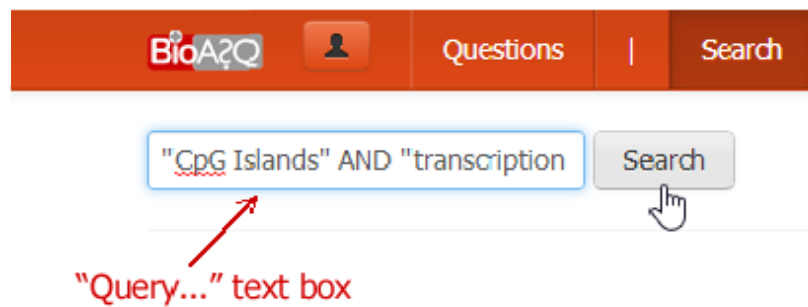 BioASQ Questions | Search
"CpG Islands" AND "transcription Search
“Query...” text box